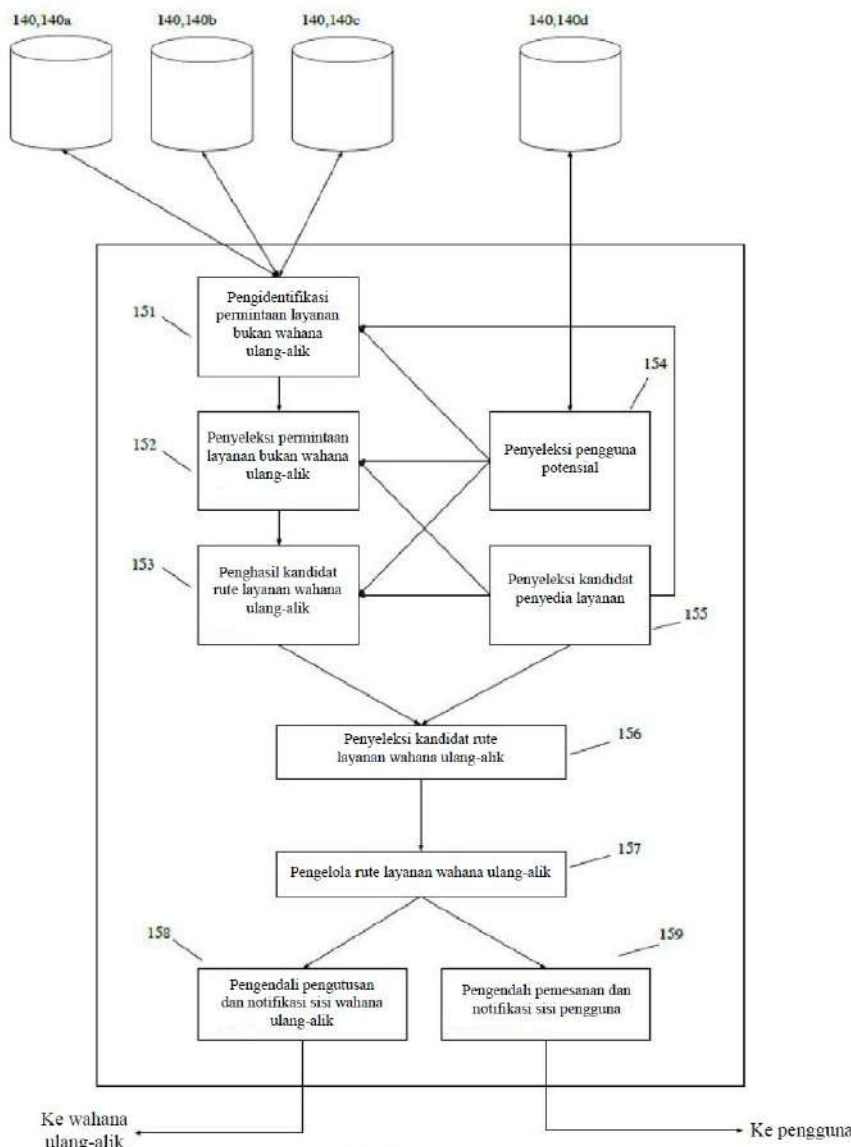 140,140a
140,140b
140,140c
140,140d
Pengidentifikasi
permintaan layanan
bukan wahana
ulang-alik
151
154
Penyeleksi permintaan
layanan bukan wahana
ulang-alik
152
Penyeleksi pengguna
potensial
153
Penghasil kandidat
rute layanan wahana
ulang-alik
Penyeleksi kandidat
penyedia layanan
155
Penyeleksi kandidat rute
layanan wahana ulang-alik
156
Pengelola rute layanan wahana ulang-alik
157
158
159
Pengendali pengutusan
dan notifikasi sisi wahana
ulang-alik
Pengendali pemesanan dan
notifikasi sisi pengguna
Ke wahana
ulang-alik
Ke pengguna